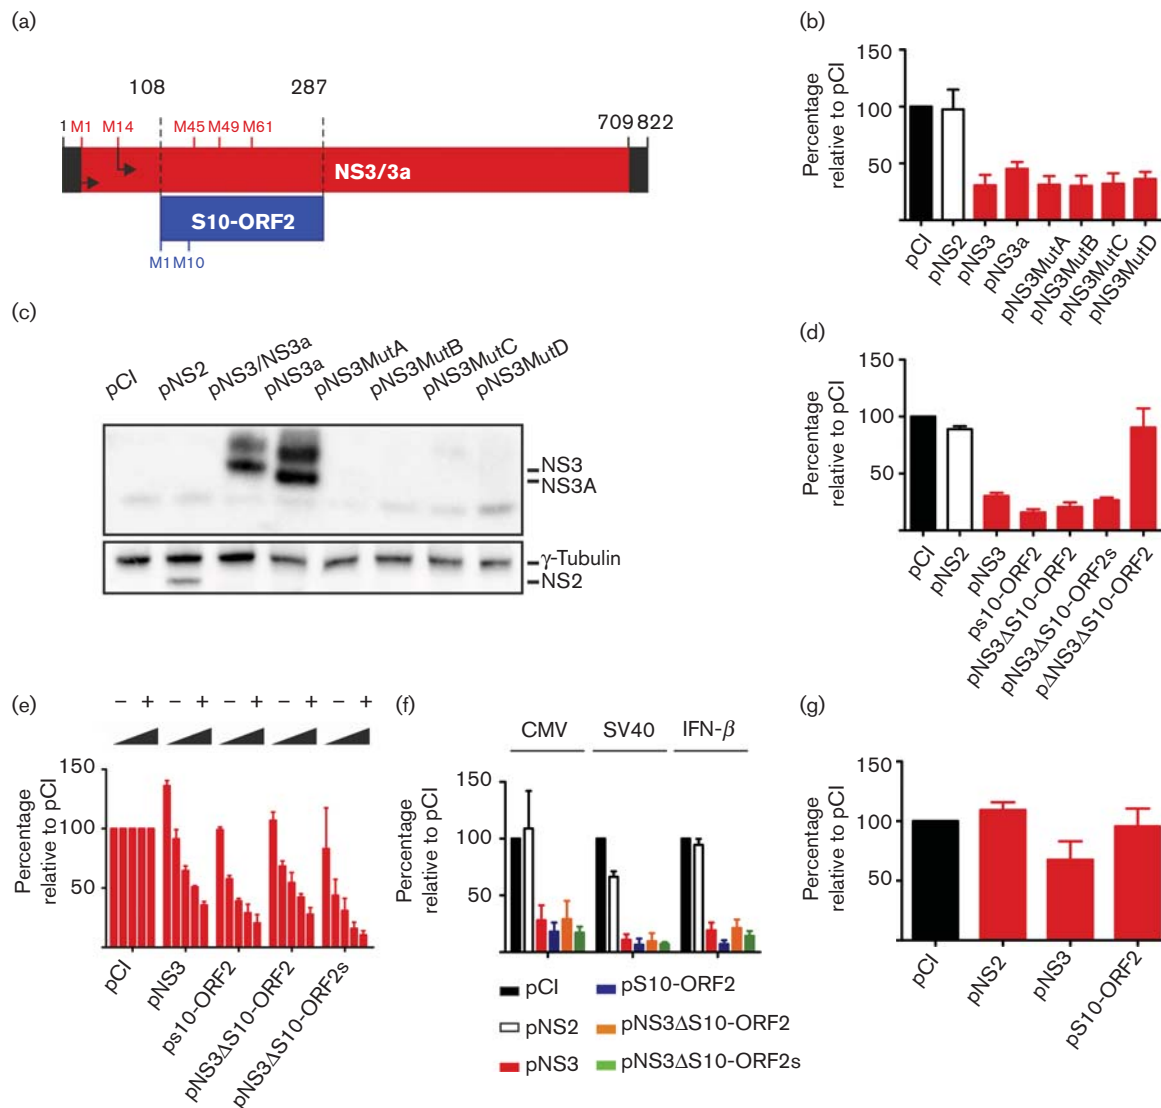 (a)
108
287
1
M1
M14
M45
M49
M61
709
822
NS3/3a
S10-ORF2
M1
M10
(b)
Percentage
relative to pCI
150
100
50
pCI
pNS2
pNS3
pNS3a
pNS3MutA
pNS3MutB
pNS3MutC
pNS3MutD
(c)
pCI
pNS2
pNS3/NS3a
pNS3a
pNS3MutA
pNS3MutB
pNS3MutC
pNS3MutD
NS3
NS3A
γ-Tubulin
NS2
(d)
Percentage
relative to pCI
150
100
50
pCI
pNS2
pNS3
ps10-ORF2
pNS3ΔS10-ORF2
pNS3ΔS10-ORF2s
pΔNS3ΔS10-ORF2
(e)
– + – + – + – + – +
Percentage
relative to pCI
150
100
50
pCI
pNS3
ps10-ORF2
pNS3ΔS10-ORF2
pNS3ΔS10-ORF2s
(f)
CMV
SV40
IFN-β
Percentage
relative to pCI
150
100
50
pCI
pNS2
pNS3
pS10-ORF2
pNS3ΔS10-ORF2
pNS3ΔS10-ORF2s
(g)
Percentage
relative to pCI
150
100
50
pCI
pNS2
pNS3
pS10-ORF2